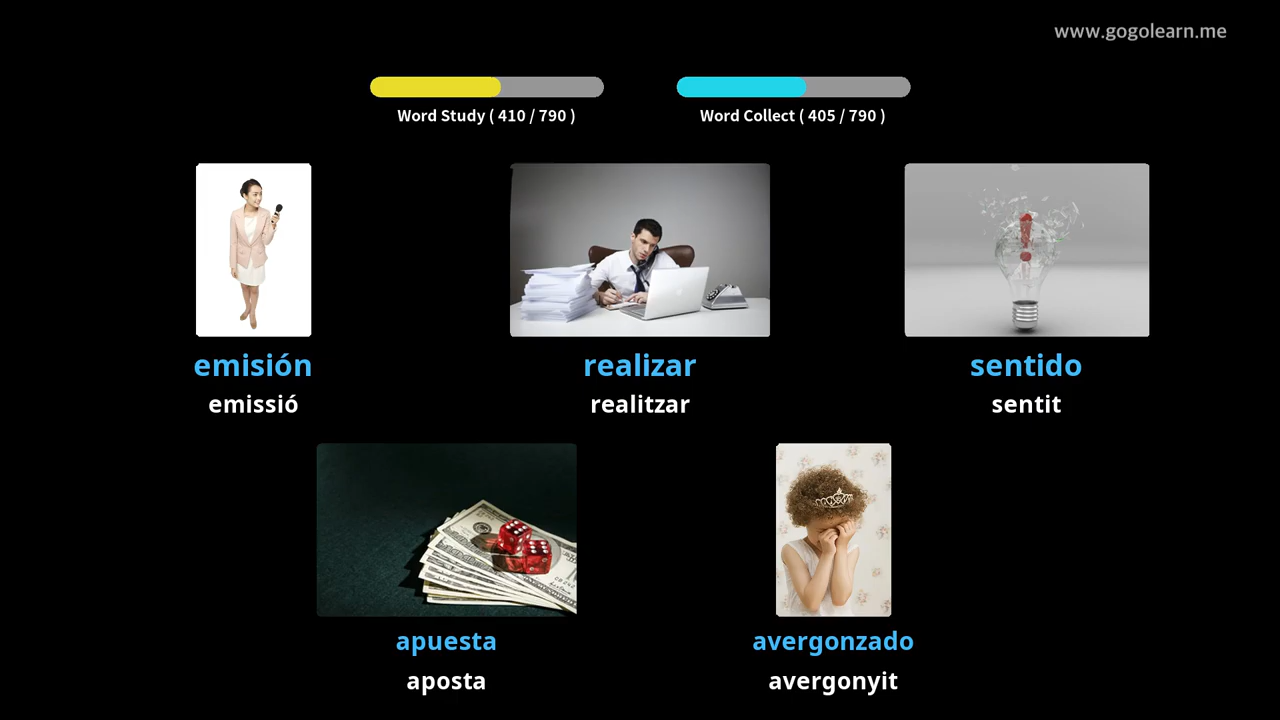 www.gogolearn.me
Word Study ( 410 / 790 )
Word Collect ( 405 / 790 )
emisión
emissió
realizar
realitzar
sentido
sentit
apuesta
aposta
avergonzado
avergonyit